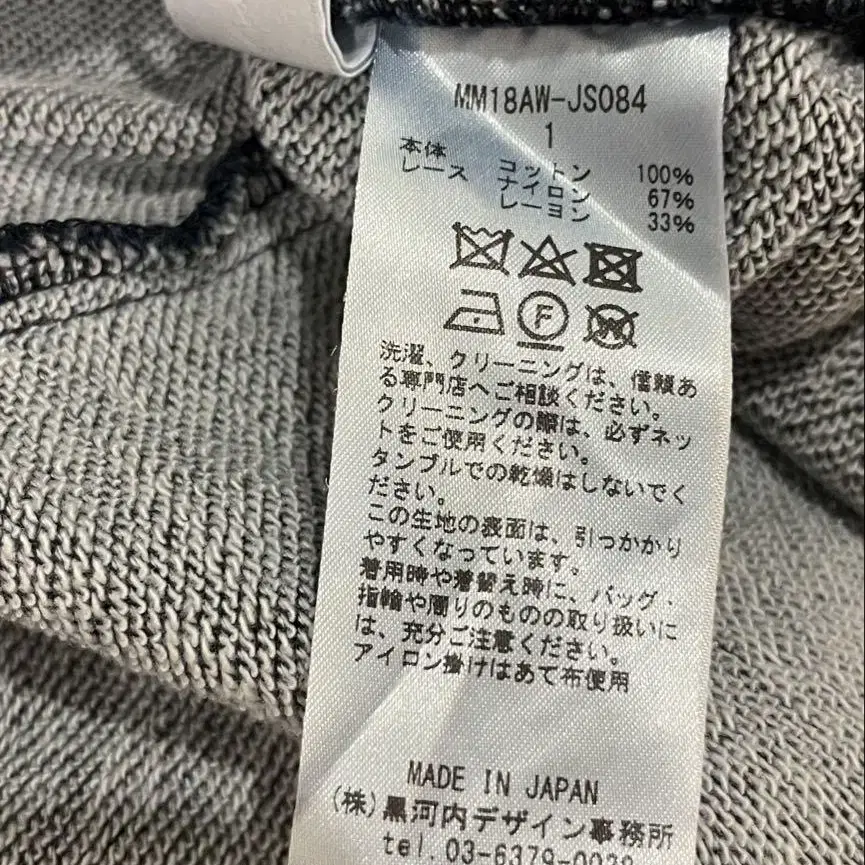 MM18AW-JS084
1
本体 コットン 100%
レース ナイロン 67%
レーヨン 33%
F
W
洗濯、クリーニングは、信頼あ
る専門店へご相談ください。
クリーニングの際は、必ずネッ
トをご使用ください。
タンブルでの乾燥はしないでく
ださい。
この生地の表面は、引っかかり
やすくなっています。
着用時や着替え時に、バッグ・
指輪や周りのものの取り扱いに
は、充分ご注意ください。
アイロン掛けはあて布使用
MADE IN JAPAN
(株)黒河内デザイン事務所
tel.